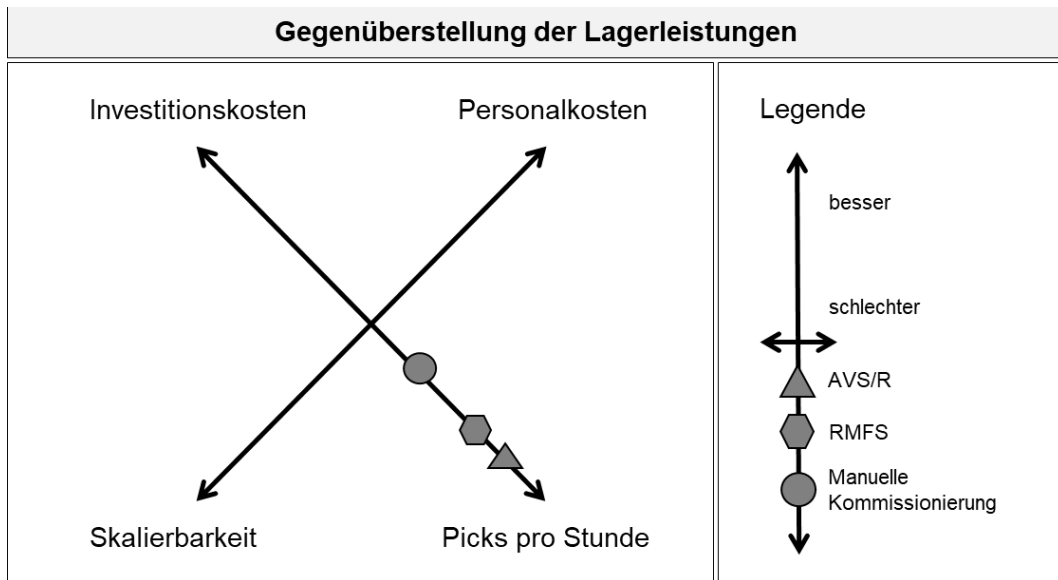 Gegenüberstellung der Lagerleistungen
Investitionskosten
Personalkosten
Skalierbarkeit
Picks pro Stunde
Legende
besser
schlechter
AVS/R
RMFS
Manuelle
Kommissionierung